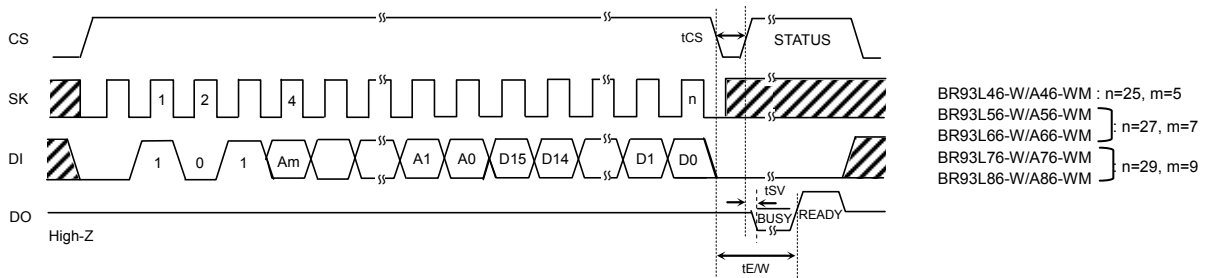 CS
tCS
STATUS
SK
1
2
4
n
BR93L46-W/A46-WM : n=25, m=5
BR93L56-W/A56-WM
BR93L66-W/A66-WM
: n=27, m=7
BR93L76-W/A76-WM
BR93L86-W/A86-WM
: n=29, m=9
DI
1
0
1
Am
A1
A0
D15
D14
D1
D0
tSV
DO
BUSY
READY
High-Z
tE/W